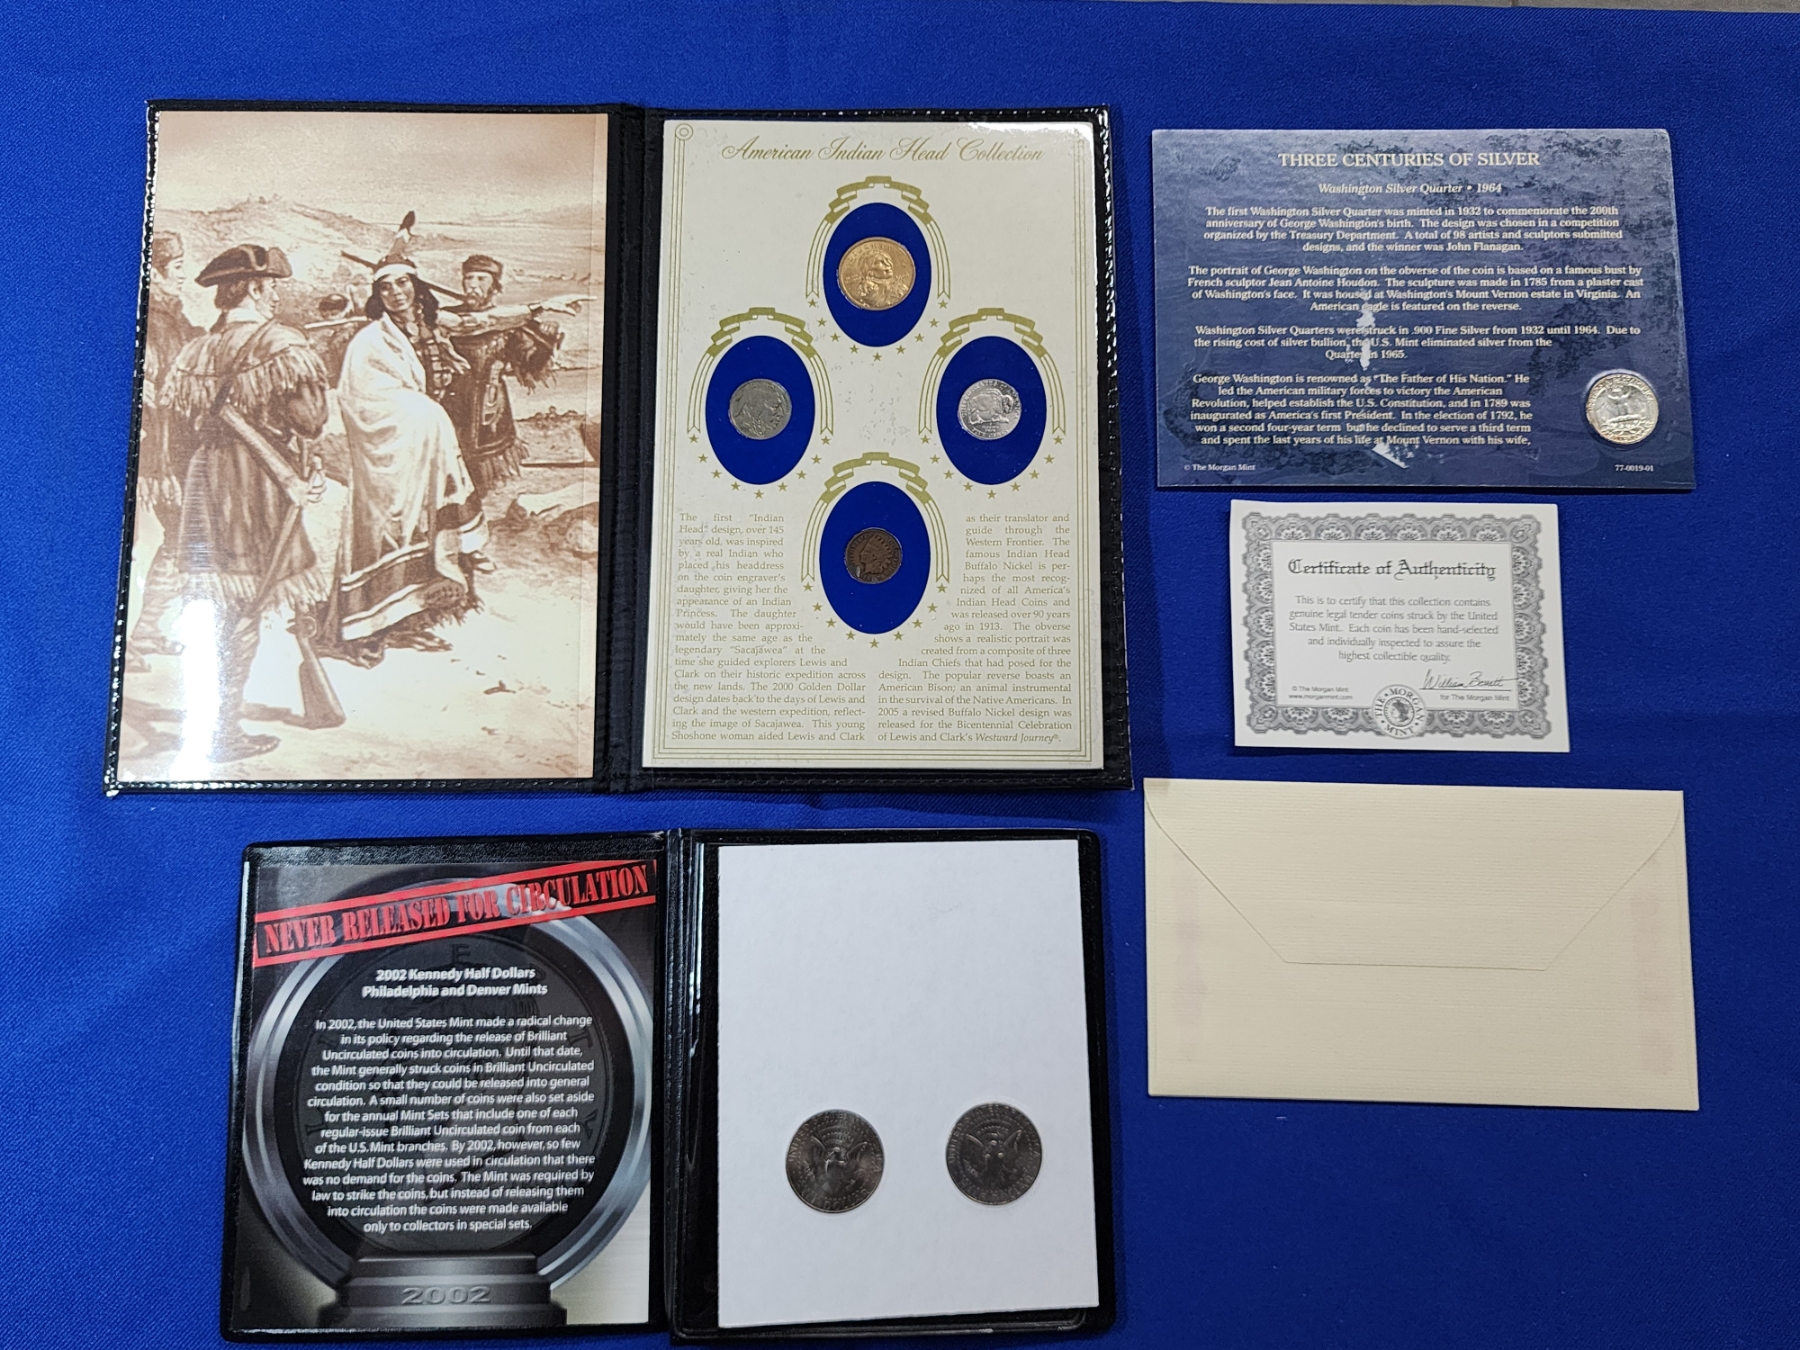 American Indian Head Collection
The first "Indian
Head" design, over 145
years old, was inspired
by a real Indian who
placed his headdress
on the coin engraver's
daughter, giving her the
appearance of an Indian
Princess. The daughter
would have been approxi-
mately the same age as the
legendary "Sacajawea" at the
time she guided explorers Lewis and
Clark on their historic expedition across
the new lands. The 2000 Golden Dollar
design dates back to the days of Lewis and
Clark and the western expedition, reflect-
ing the image of Sacajawea. This young
Shoshone woman aided Lewis and Clark
as their translator and
guide through the
Western Frontier. The
famous Indian Head
Buffalo Nickel is per-
haps the most recog-
nized of all America's
Indian Head Coins and
was released over 90 years
ago in 1913. The obverse
shows a realistic portrait was
created from a composite of three
Indian Chiefs that had posed for the
design. The popular reverse boasts an
American Bison; an animal instrumental
in the survival of the Native Americans. In
2005 a revised Buffalo Nickel design was
released for the Bicentennial Celebration
of Lewis and Clark's Westward Journey®.
THREE CENTURIES OF SILVER
Washington Silver Quarter • 1964
The first Washington Silver Quarter was minted in 1932 to commemorate the 200th
anniversary of George Washington's birth. The design was chosen in a competition
organized by the Treasury Department. A total of 98 artists and sculptors submitted
designs, and the winner was John Flanagan.
The portrait of George Washington on the obverse of the coin is based on a famous bust by
French sculptor Jean Antoine Houdon. The sculpture was made in 1785 from a plaster cast
of Washington's face. It was housed at Washington's Mount Vernon estate in Virginia. An
American eagle is featured on the reverse.
Washington Silver Quarters were struck in .900 Fine Silver from 1932 until 1964. Due to
the rising cost of silver bullion, the U.S. Mint eliminated silver from the
Quarter in 1965.
George Washington is renowned as "The Father of His Nation." He
led the American military forces to victory the American
Revolution, helped establish the U.S. Constitution, and in 1789 was
inaugurated as America's first President. In the election of 1792, he
won a second four-year term but he declined to serve a third term
and spent the last years of his life at Mount Vernon with his wife,
© The Morgan Mint
77-0019-01
Certificate of Authenticity
This is to certify that this collection contains
genuine legal tender coins struck by the United
States Mint. Each coin has been hand-selected
and individually inspected to assure the
highest collectible quality.
© The Morgan Mint
www.morganmint.com
for The Morgan Mint
THE MORGAN
MINT
NEVER RELEASED FOR CIRCULATION
2002 Kennedy Half Dollars
Philadelphia and Denver Mints
In 2002, the United States Mint made a radical change
in its policy regarding the release of Brilliant
Uncirculated coins into circulation. Until that date,
the Mint generally struck coins in Brilliant Uncirculated
condition so that they could be released into general
circulation. A small number of coins were also set aside
for the annual Mint Sets that include one of each
regular-issue Brilliant Uncirculated coin from each
of the U.S. Mint branches. By 2002, however, so few
Kennedy Half Dollars were used in circulation that there
was no demand for the coins. The Mint was required by
law to strike the coins, but instead of releasing them
into circulation the coins were made available
only to collectors in special sets.
2002